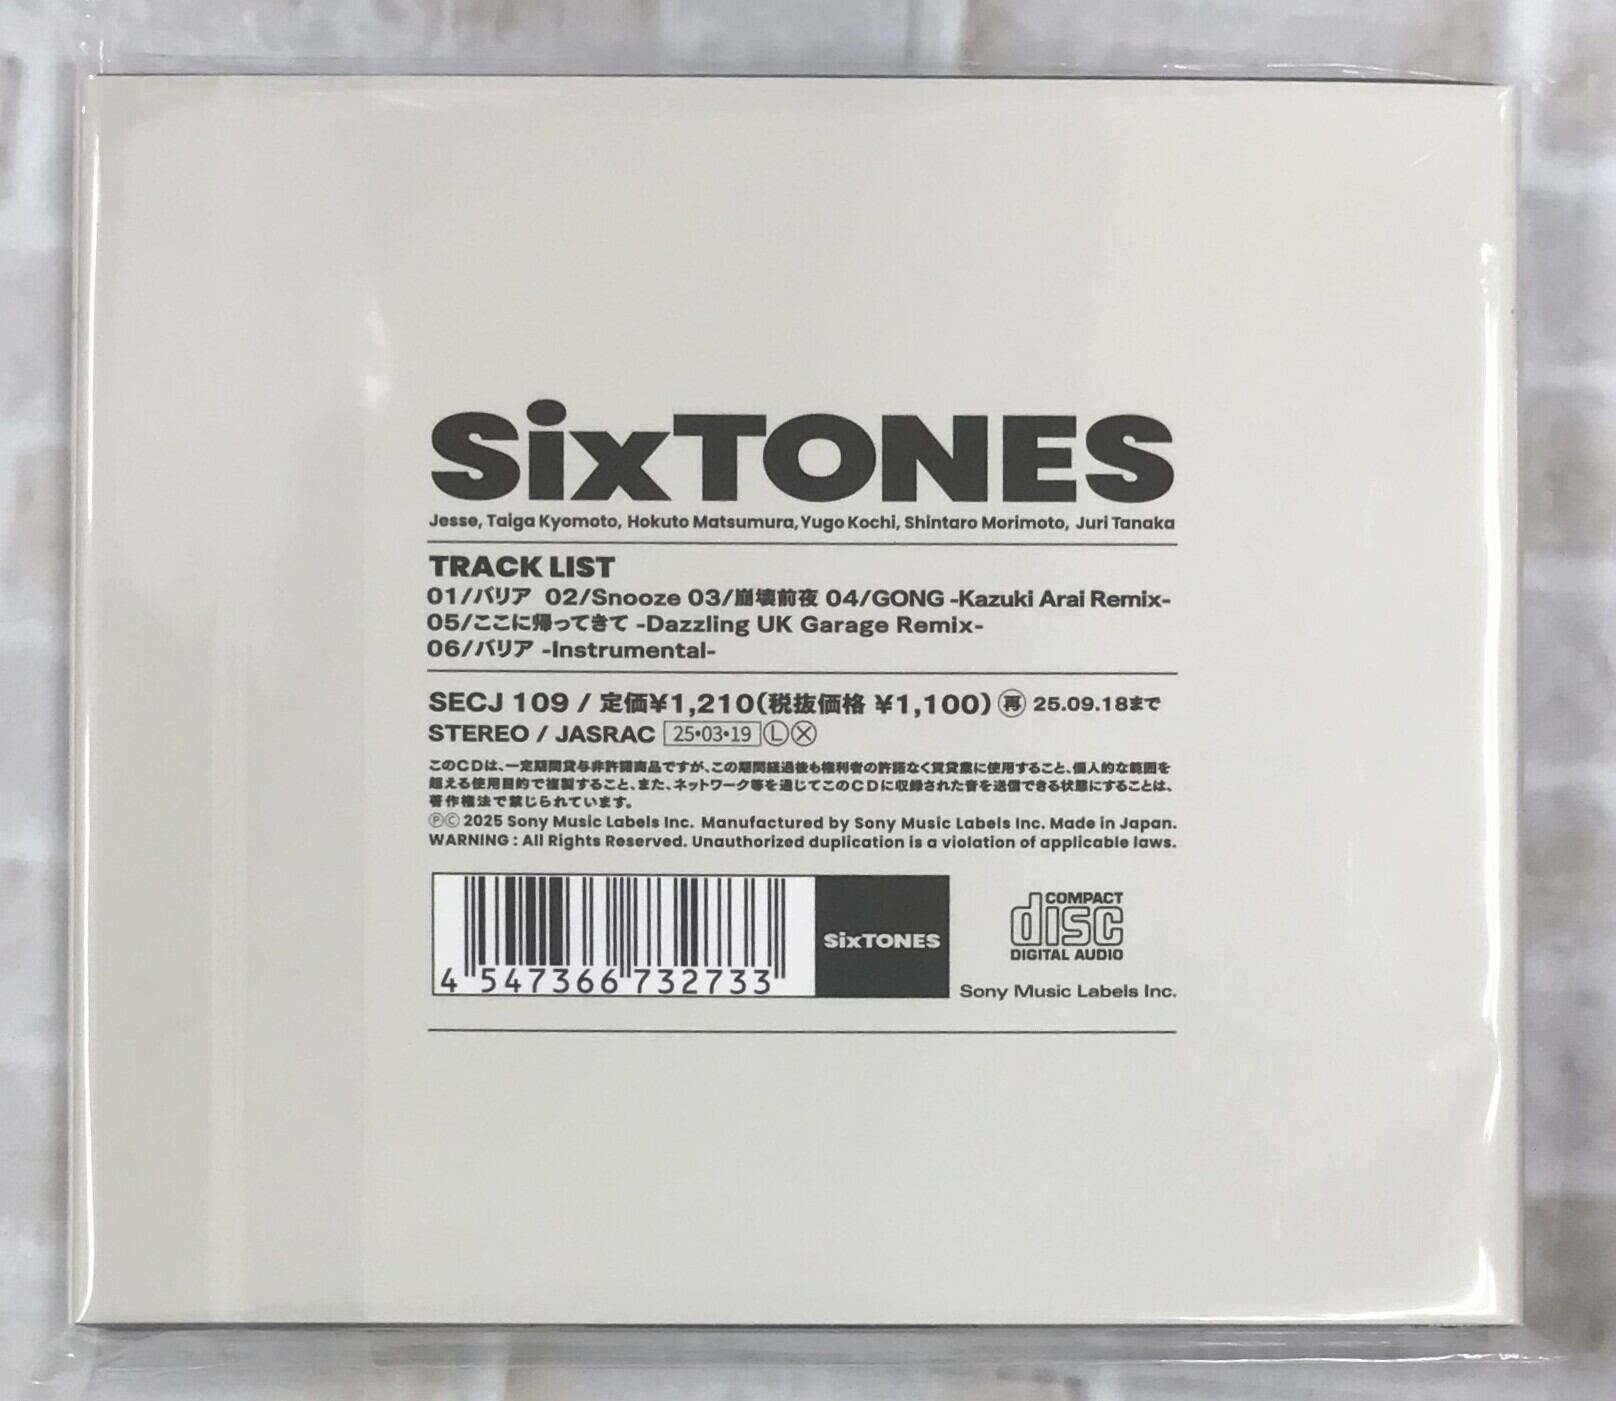 SixTONES
Jesse, Taiga Kyomoto, Hokuto Matsumura, Yugo Kochi, Shintaro Morimoto, Juri Tanaka
TRACK LIST
01/バリア 02/Snooze 03/崩壊前夜 04/GONG -Kazuki Arai Remix-
05/ここに帰ってきて -Dazzling UK Garage Remix-
06/バリア -Instrumental-
SECJ 109 / 定価¥1,210(税抜価格 ¥1,100) 再 25.09.18まで
STEREO / JASRAC 25・03・19 Ⓛ Ⓧ
このCDは、一定期間貸与非許諾商品ですが、この期間経過後も権利者の許諾なく賃貸業に使用すること、個人的な範囲を
超える使用目的で複製すること、また、ネットワーク等を通じてこのCDに収録された音を送信できる状態にすることは、
著作権法で禁じられています。
ⓅⒸ 2025 Sony Music Labels Inc. Manufactured by Sony Music Labels Inc. Made in Japan.
WARNING : All Rights Reserved. Unauthorized duplication is a violation of applicable laws.
4 547366 732733
SixTONES
COMPACT
disc
DIGITAL AUDIO
Sony Music Labels Inc.